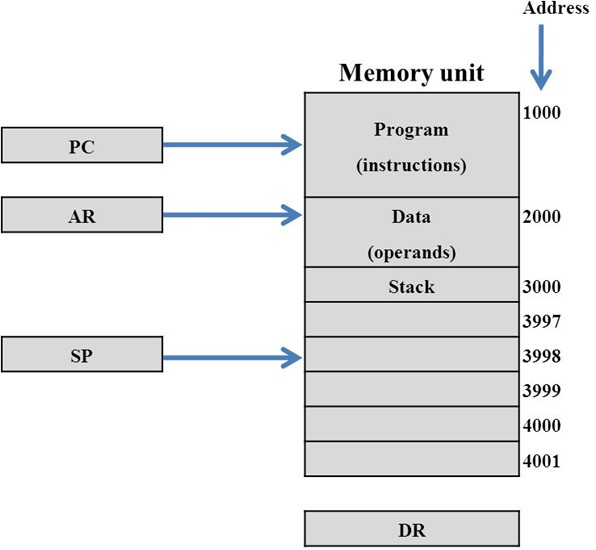 Address
Memory unit
1000
Program
(instructions)
PC
AR
Data
2000
(operands)
Stack
3000
3997
SP
3998
3999
4000
4001
DR